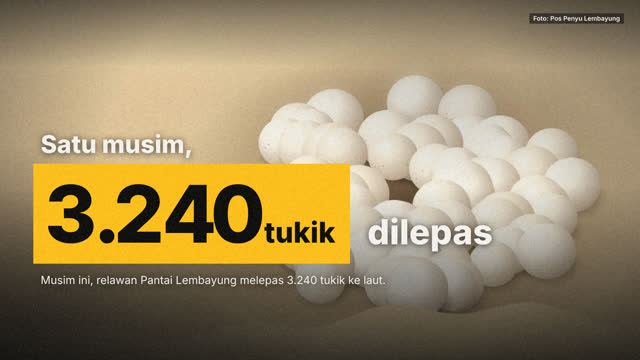 Foto: Pos Penyu Lembayung
Satu musim,
3.240 tukik dilepas
Musim ini, relawan Pantai Lembayung melepas 3.240 tukik ke laut.